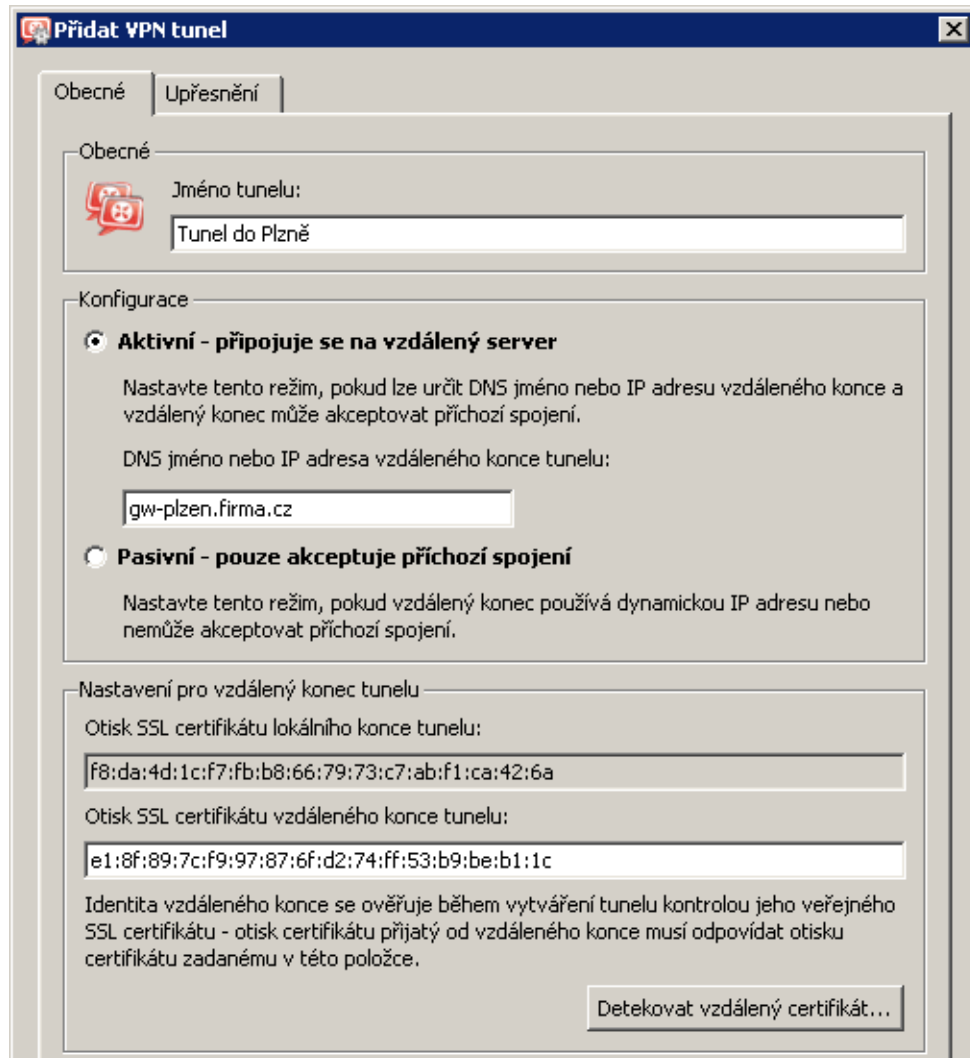 Přidat VPN tunel
Obecné
Upřesnění
Obecné
Jméno tunelu:
Tunel do Plzně
Konfigurace
Aktivní - připojuje se na vzdálený server
Nastavte tento režim, pokud lze určit DNS jméno nebo IP adresu vzdáleného konce a
vzdálený konec může akceptovat příchozí spojení.
DNS jméno nebo IP adresa vzdáleného konce tunelu:
gw-plzen.firma.cz
Pasivní - pouze akceptuje příchozí spojení
Nastavte tento režim, pokud vzdálený konec používá dynamickou IP adresu nebo
nemůže akceptovat příchozí spojení.
Nastavení pro vzdálený konec tunelu
Otisk SSL certifikátu lokálního konce tunelu:
f8:da:4d:1c:f7:fb:b8:66:79:73:c7:ab:f1:ca:42:6a
Otisk SSL certifikátu vzdáleného konce tunelu:
e1:8f:89:7c:f9:97:87:6f:d2:74:ff:53:b9:be:b1:1c
Identita vzdáleného konce se ověřuje během vytváření tunelu kontrolou jeho veřejného
SSL certifikátu - otisk certifikátu přijatý od vzdáleného konce musí odpovídat otisku
certifikátu zadanému v této položce.
Detekovat vzdálený certifikát...